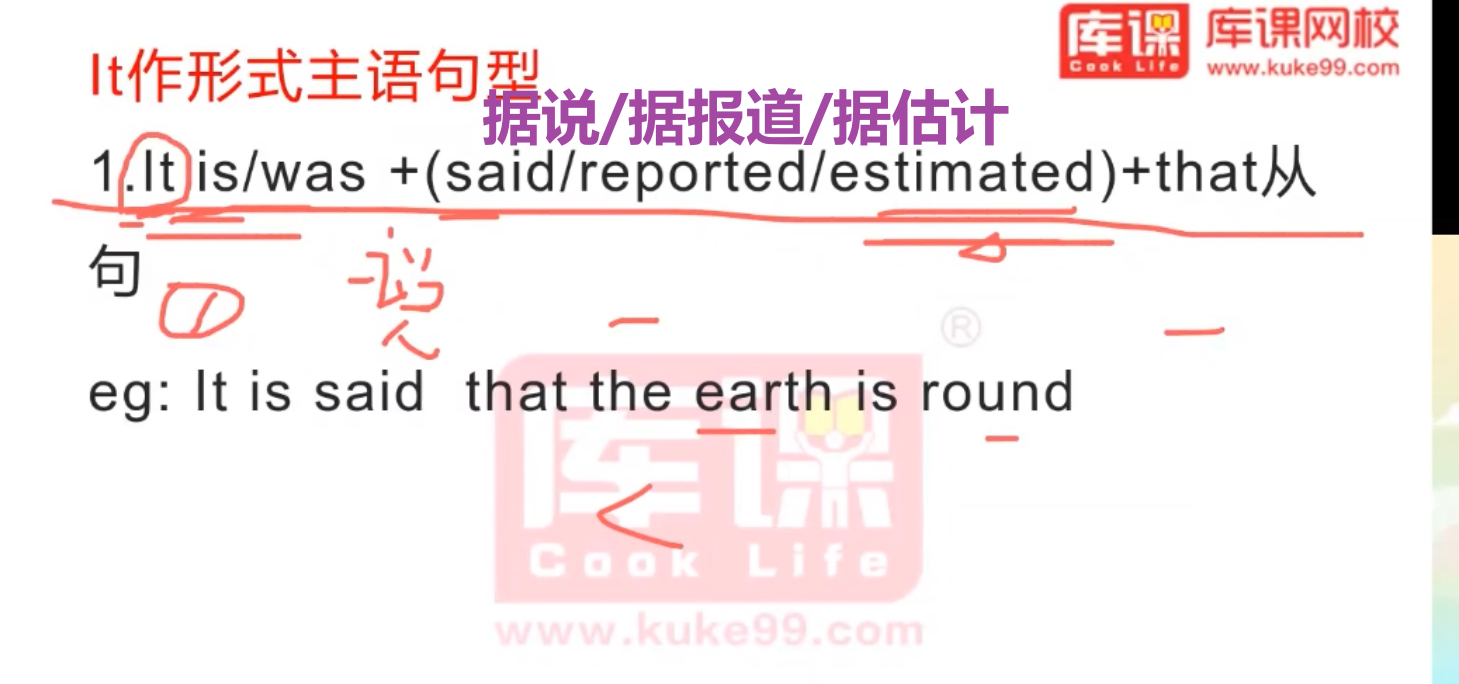 库课 库课网校
Cook Life www.kuke99.com
It作形式主语句型
据说/据报道/据估计
1.It is/was +(said/reported/estimated)+that从
句
①
®
eg: It is said that the earth is round
库课
Cook Life
www.kuke99.com